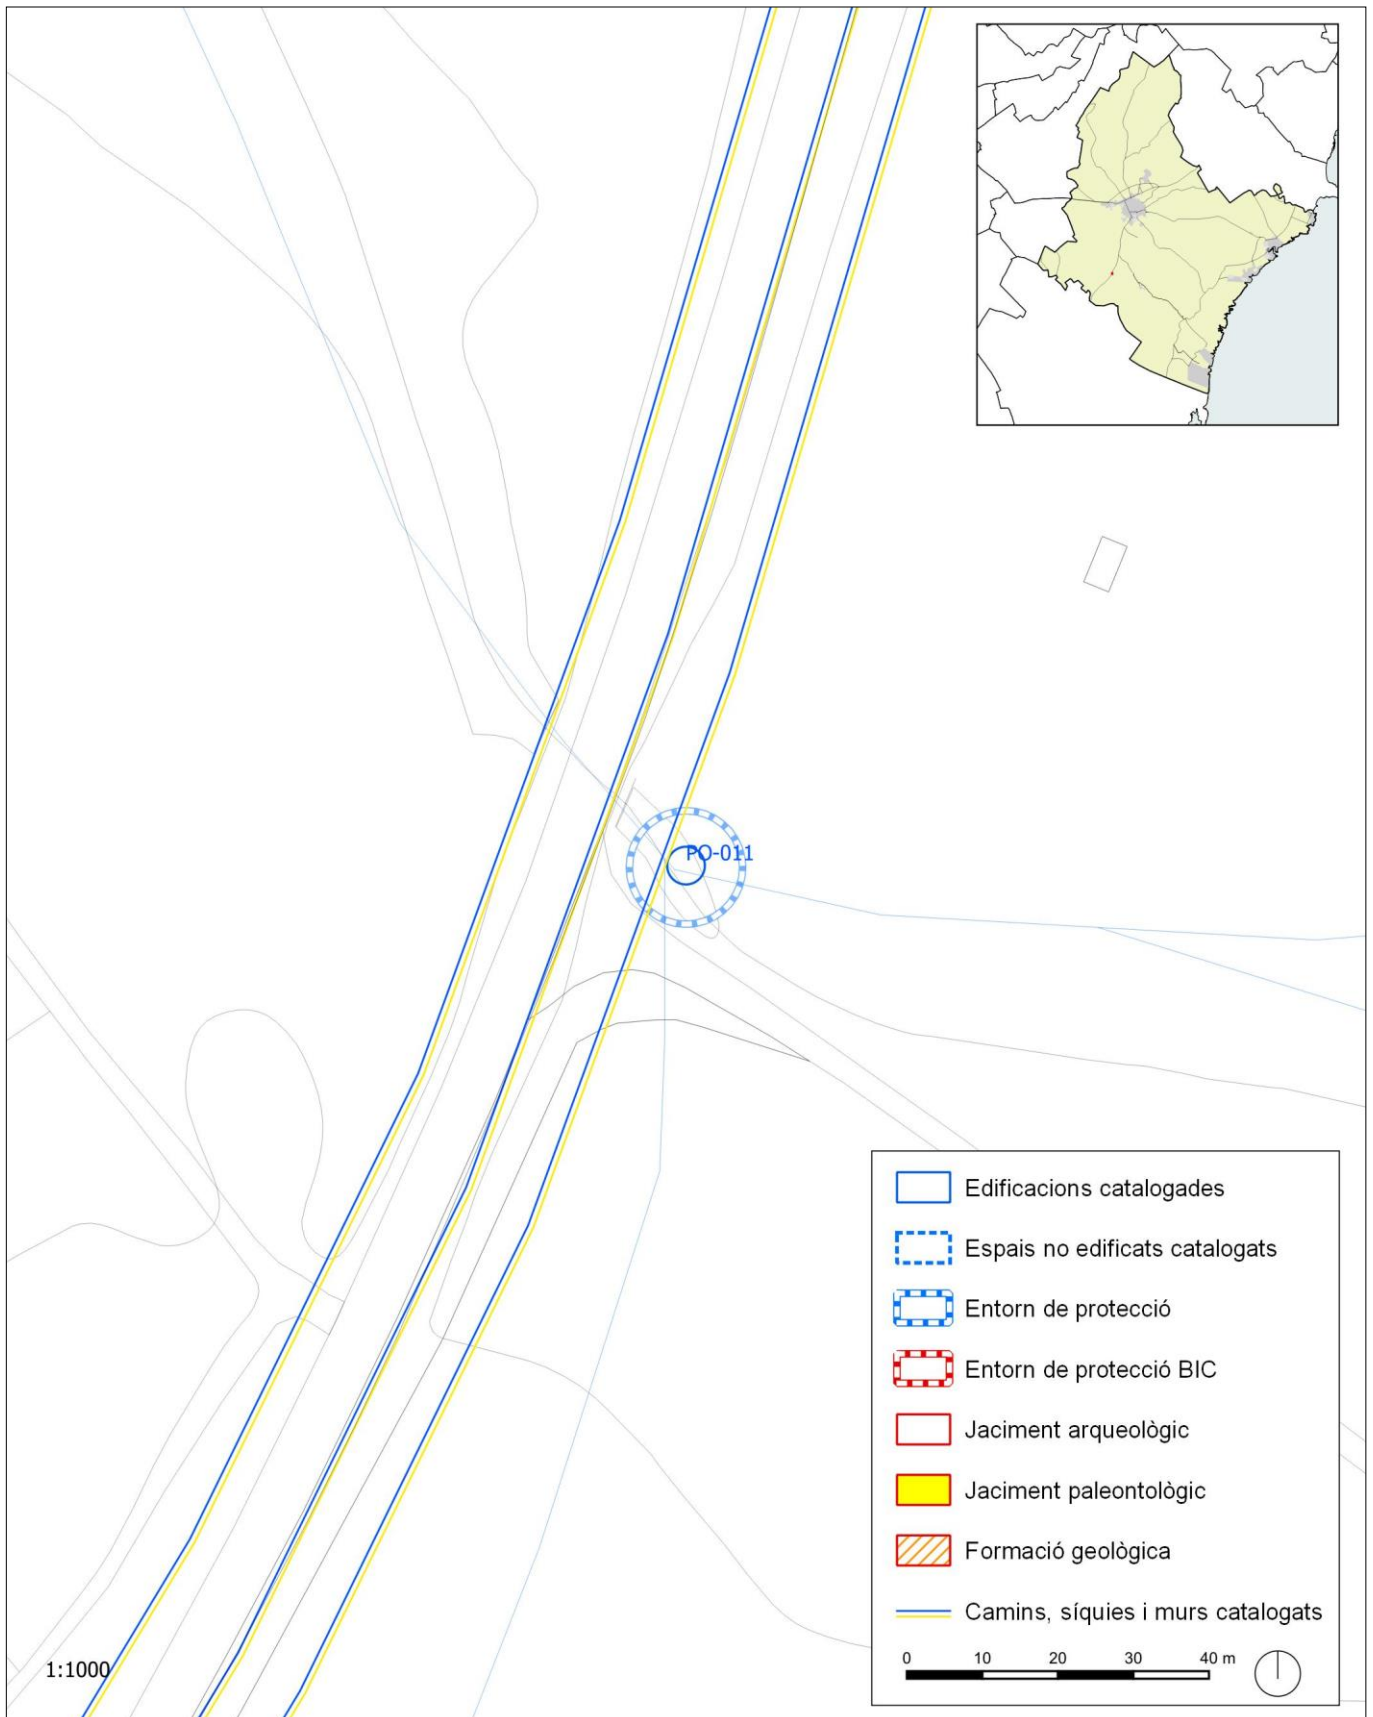 PO-011
Edificacions catalogades
Espais no edificats catalogats
Entorn de protecció
Entorn de protecció BIC
Jaciment arqueològic
Jaciment paleontològic
Formació geològica
Camins, síquies i murs catalogats
0 10 20 30 40 m
1:1000